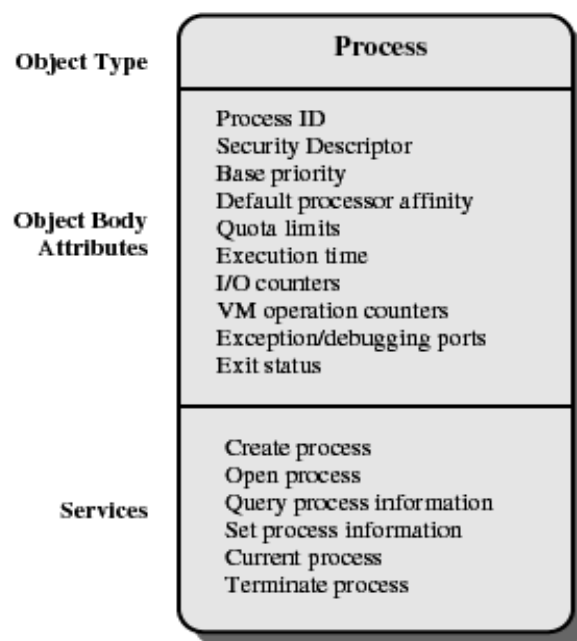 Object Type
Process
Object Body
Attributes
Process ID
Security Descriptor
Base priority
Default processor affinity
Quota limits
Execution time
I/O counters
VM operation counters
Exception/debugging ports
Exit status
Services
Create process
Open process
Query process information
Set process information
Current process
Terminate process